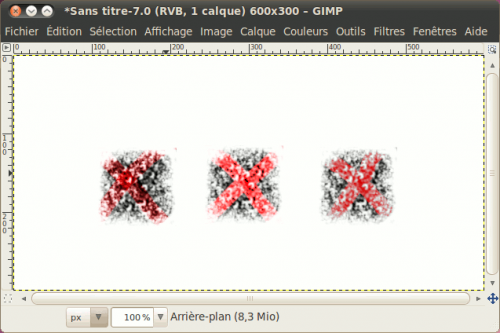 *Sans titre-7.0 (RVB, 1 calque) 600x300 – GIMP
Fichier Édition Sélection Affichage Image Calque Couleurs Outils Filtres Fenêtres Aide
0 100 200 300 400 500
0
100
200
px 100% Arrière-plan (8,3 Mio)